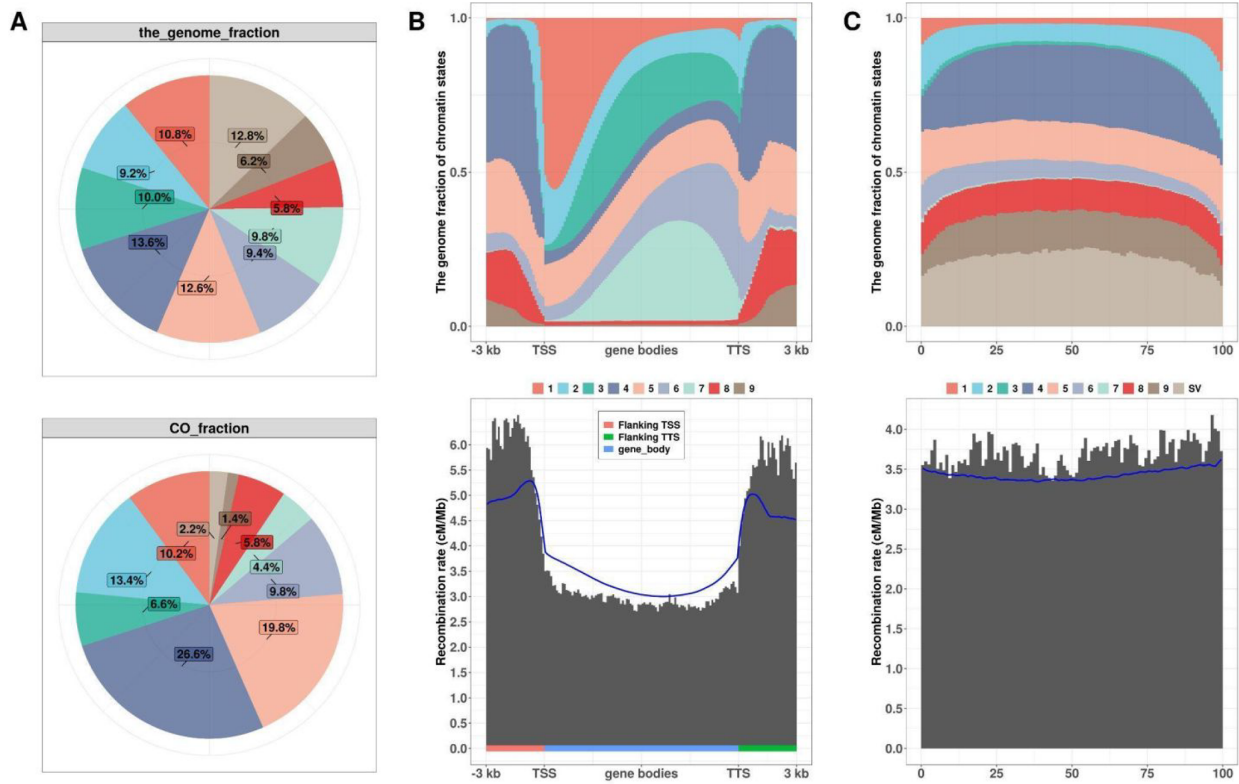 A
the_genome_fraction
10.8%
12.8%
6.2%
9.2%
10.0%
5.8%
9.8%
9.4%
13.6%
12.6%
CO_fraction
2.2%
1.4%
10.2%
5.8%
4.4%
13.4%
9.8%
6.6%
19.8%
26.6%
B
The genome fraction of chromatin states
1.0
0.5
0.0
-3 kb TSS gene bodies TTS 3 kb
1 2 3 4 5 6 7 8 9
Recombination rate (cM/Mb)
6.0
5.5
5.0
4.5
4.0
3.5
3.0
2.5
2.0
1.5
1.0
0.5
0.0
Flanking TSS
Flanking TTS
gene_body
-3 kb TSS gene bodies TTS 3 kb
C
The genome fraction of chromatin states
1.0
0.5
0.0
0 25 50 75 100
1 2 3 4 5 6 7 8 9 SV
Recombination rate (cM/Mb)
4.0
3.5
3.0
2.5
2.0
1.5
1.0
0.5
0.0
0 25 50 75 100